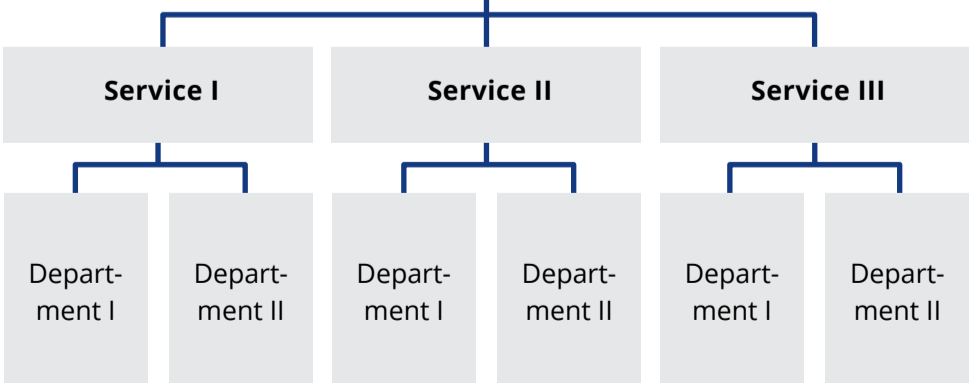 Service I
Service II
Service III
Depart-
ment I
Depart-
ment II
Depart-
ment I
Depart-
ment II
Depart-
ment I
Depart-
ment II